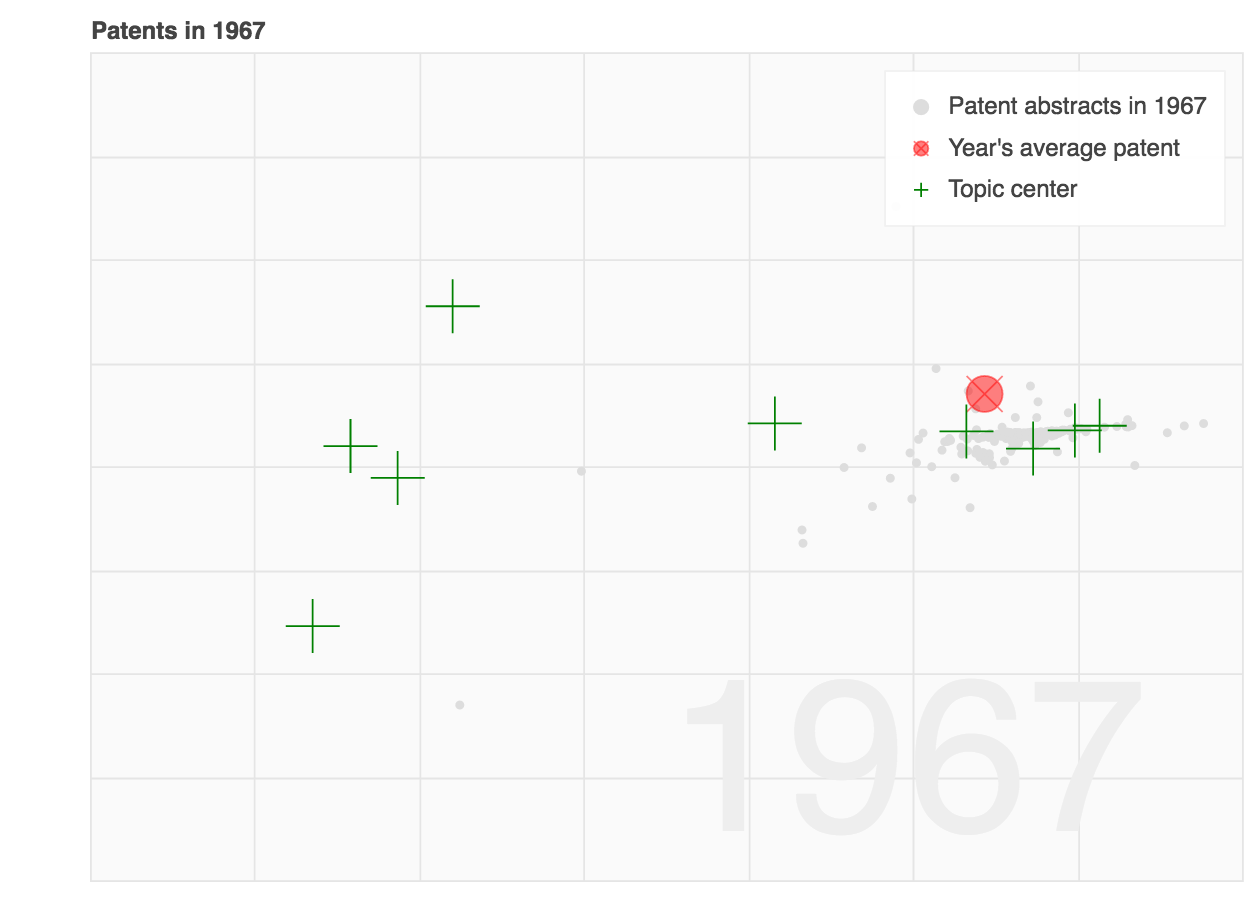 Patents in 1967
Patent abstracts in 1967
Year's average patent
Topic center
1967